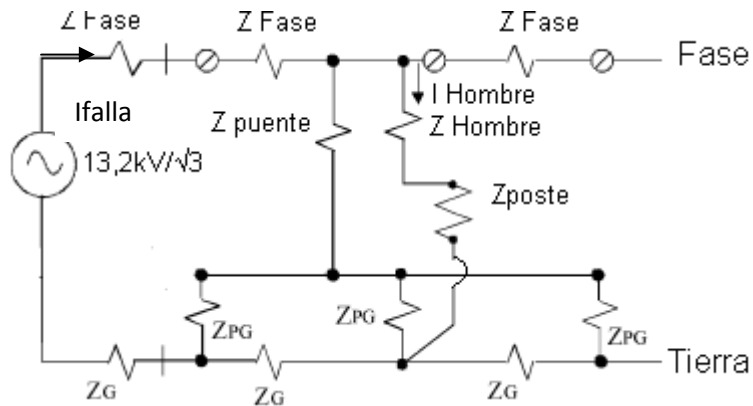 Z Fase
Z Fase
Z Fase
Fase
Ifalla
I Hombre
Z puente
Z Hombre
13,2kV/√3
Zposte
ZPG
ZPG
ZPG
Tierra
ZG
ZG
ZG